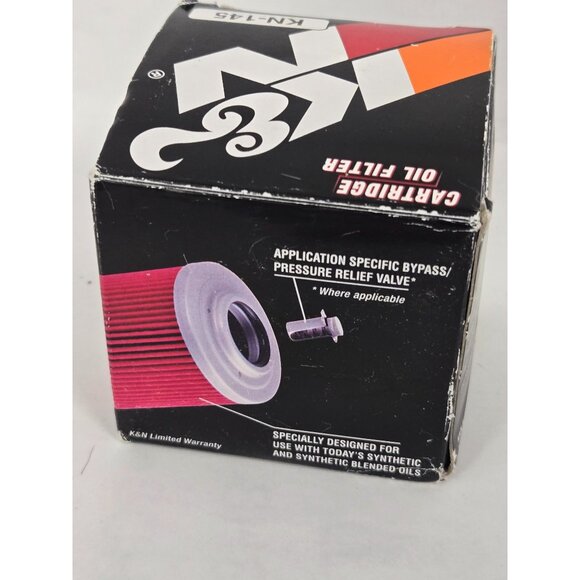 KN-145
K&N
®
CARTRIDGE
OIL FILTER
APPLICATION SPECIFIC BYPASS/
PRESSURE RELIEF VALVE*
* Where applicable
K&N Limited Warranty
SPECIALLY DESIGNED FOR
USE WITH TODAY'S SYNTHETIC
AND SYNTHETIC BLENDED OILS